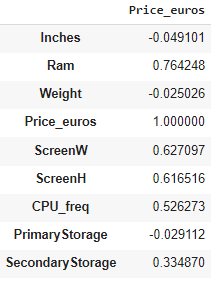 Price_euros
Inches -0.049101
Ram 0.764248
Weight -0.025026
Price_euros 1.000000
ScreenW 0.627097
ScreenH 0.616516
CPU_freq 0.526273
PrimaryStorage -0.029112
SecondaryStorage 0.334870